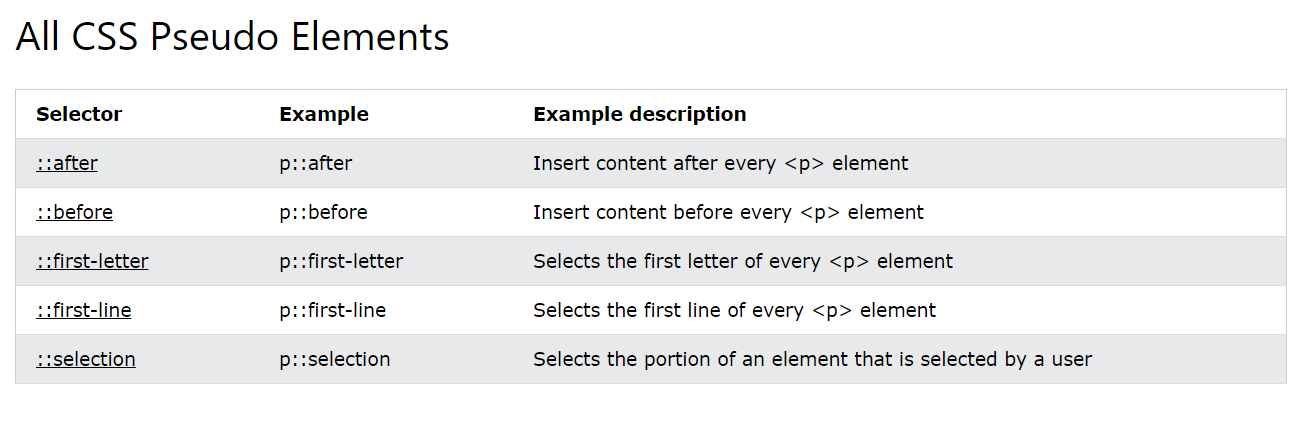 All CSS Pseudo Elements
Selector Example Example description
::after p::after Insert content after every <p> element
::before p::before Insert content before every <p> element
::first-letter p::first-letter Selects the first letter of every <p> element
::first-line p::first-line Selects the first line of every <p> element
::selection p::selection Selects the portion of an element that is selected by a user